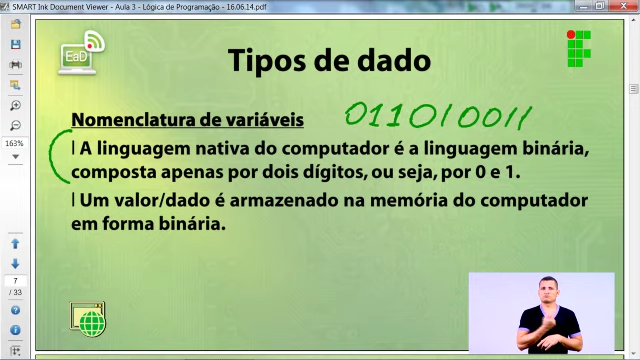 SMART Ink Document Viewer - Aula 3 - Lógica de Programação - 16.06.14.pdf
EaD
Tipos de dado
Nomenclatura de variáveis 011010011
| A linguagem nativa do computador é a linguagem binária,
composta apenas por dois dígitos, ou seja, por 0 e 1.
| Um valor/dado é armazenado na memória do computador
em forma binária.
163%
7
/ 33